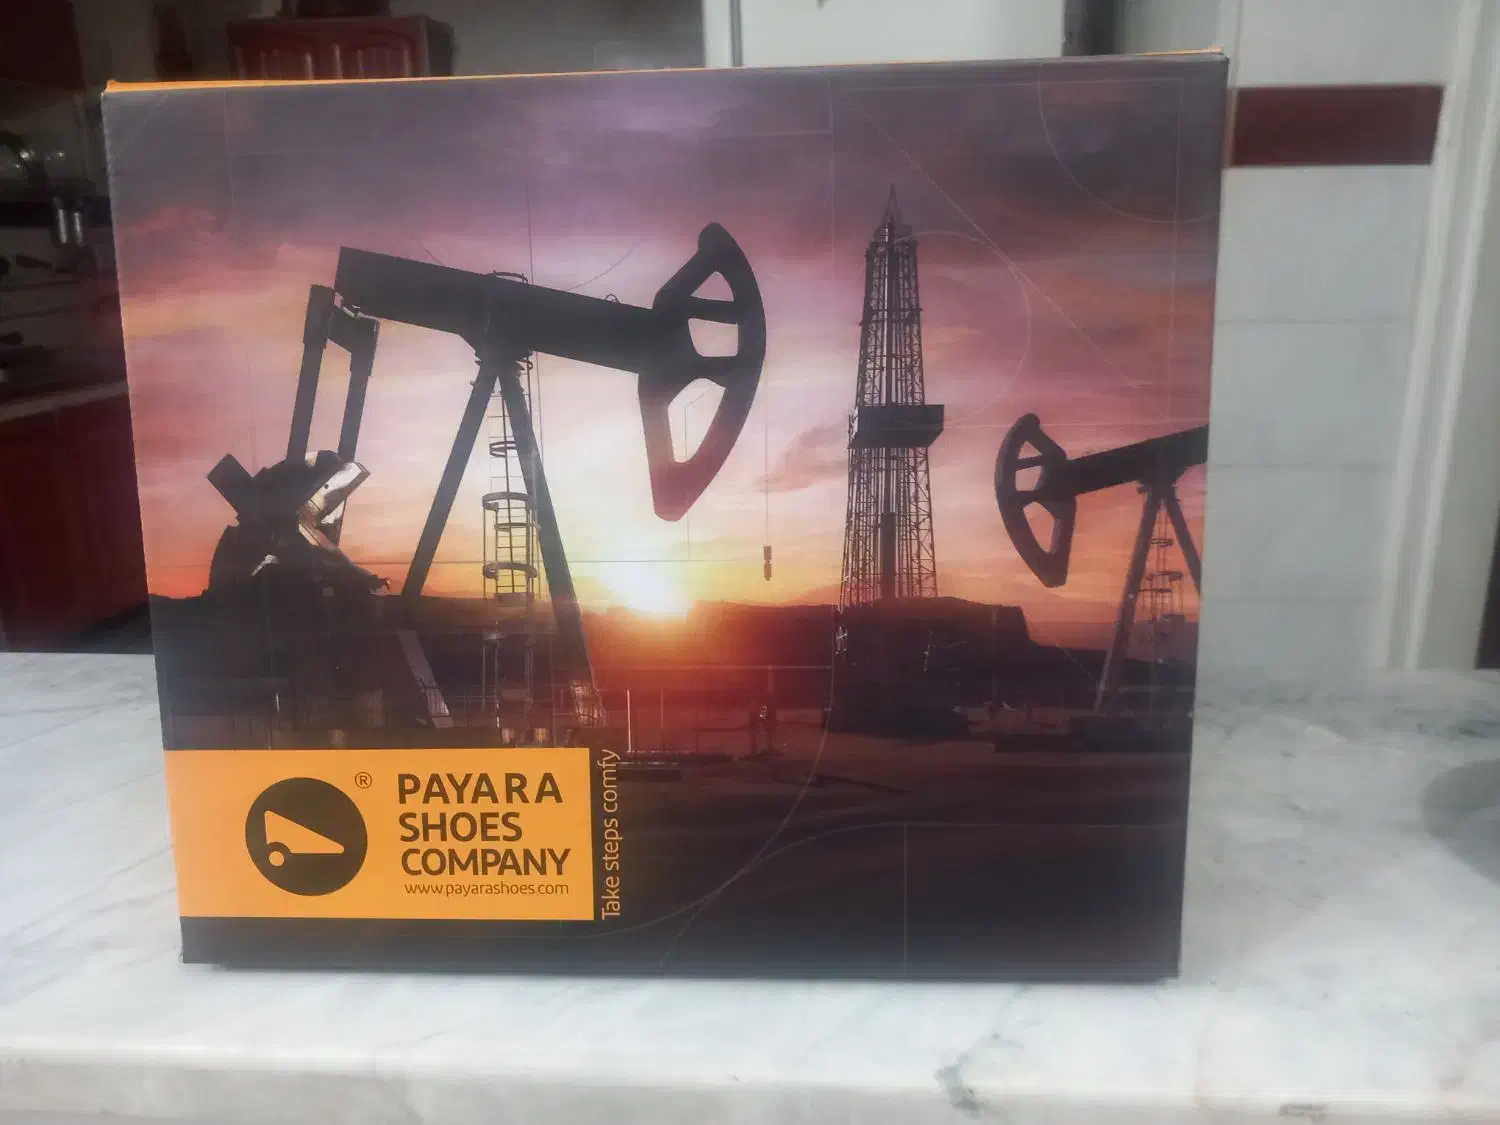 ®
PAYARA
SHOES
COMPANY
www.payarashoes.com
Take steps comfy